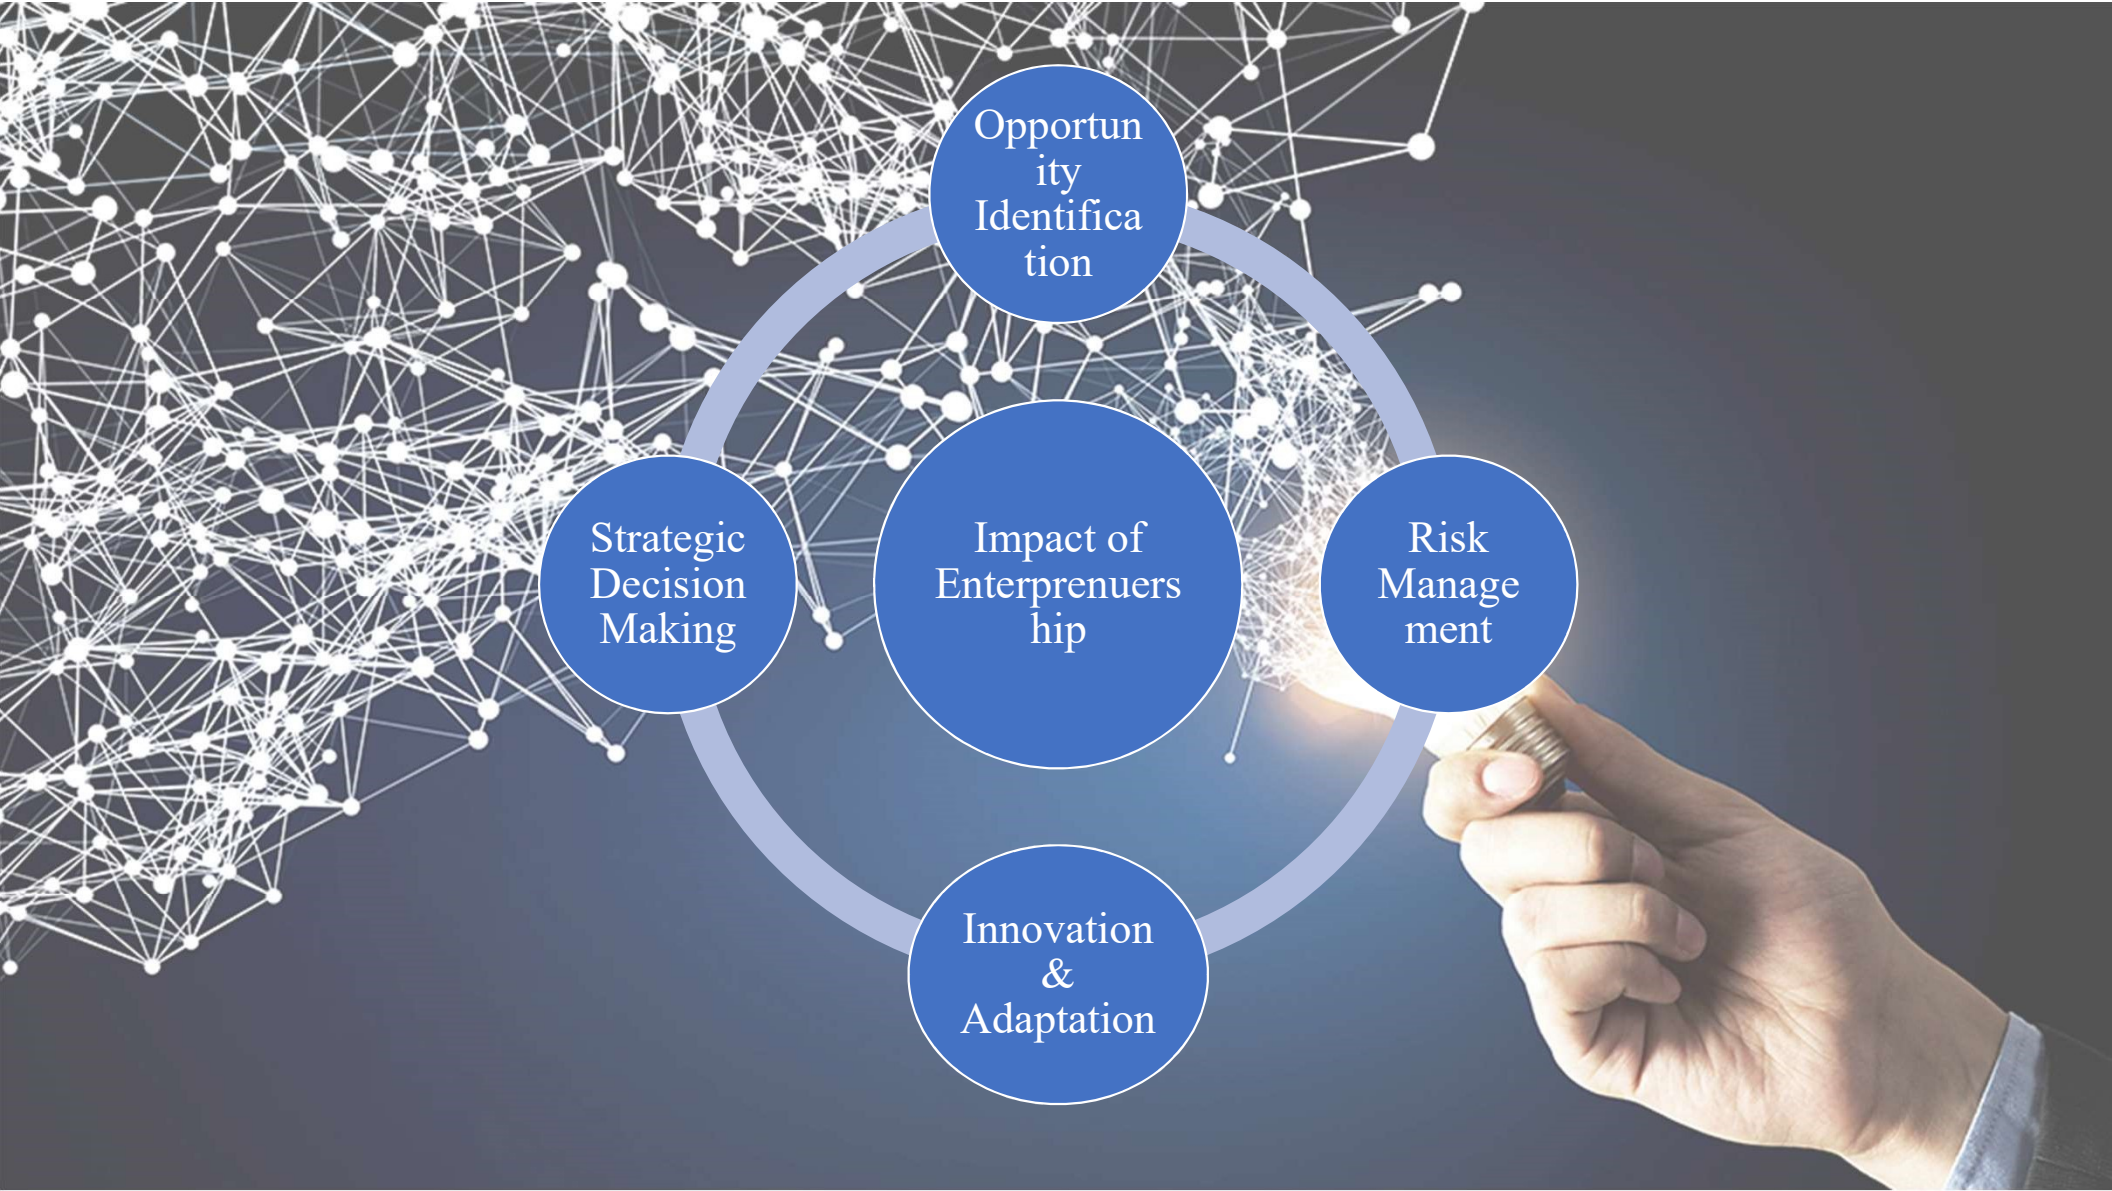 Opportun
ity
Identifica
tion
Strategic
Decision
Making
Impact of
Enterprenuers
hip
Risk
Manage
ment
Innovation
&
Adaptation